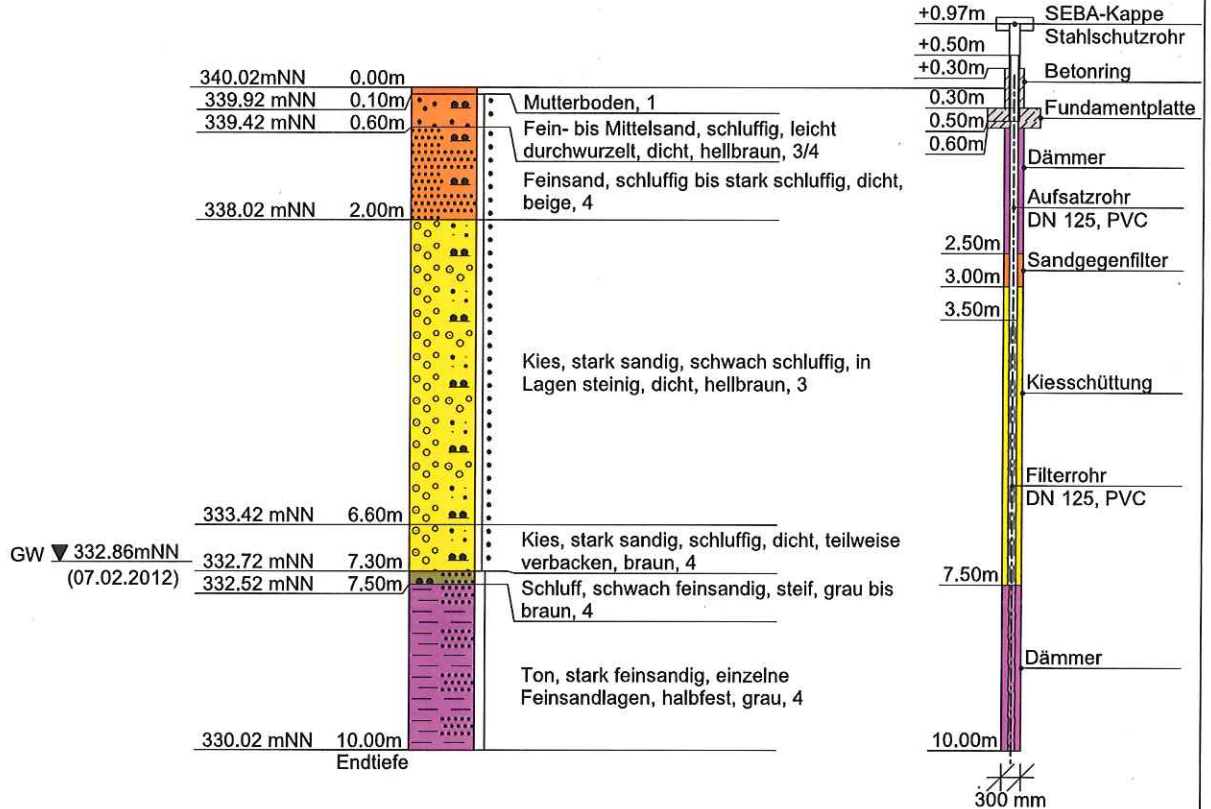 340.02mNN 0.00m
339.92 mNN 0.10m
339.42 mNN 0.60m
338.02 mNN 2.00m
333.42 mNN 6.60m
GW 332.86mNN
(07.02.2012)
332.72 mNN 7.30m
332.52 mNN 7.50m
330.02 mNN 10.00m
Endtiefe
Mutterboden, 1
Fein- bis Mittelsand, schluffig, leicht
durchwurzelt, dicht, hellbraun, 3/4
Feinsand, schluffig bis stark schluffig, dicht,
beige, 4
Kies, stark sandig, schwach schluffig, in
Lagen steinig, dicht, hellbraun, 3
Kies, stark sandig, schluffig, dicht, teilweise
verbacken, braun, 4
Schluff, schwach feinsandig, steif, grau bis
braun, 4
Ton, stark feinsandig, einzelne
Feinsandlagen, halbfest, grau, 4
+0.97m
+0.50m
+0.30m
0.30m
0.50m
0.60m
2.50m
3.00m
3.50m
7.50m
10.00m
300 mm
SEBA-Kappe
Stahlschutzrohr
Betonring
Fundamentplatte
Dämmer
Aufsatzrohr
DN 125, PVC
Sandgegenfilter
Kiesschüttung
Filterrohr
DN 125, PVC
Dämmer